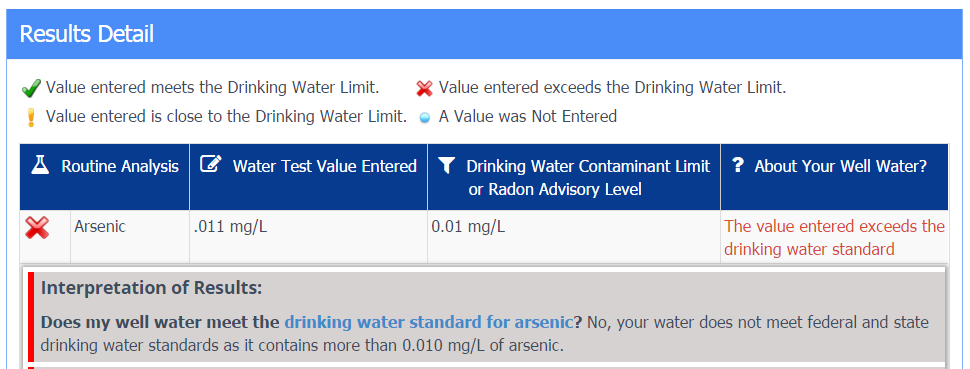 Results Detail
Value entered meets the Drinking Water Limit.
Value entered exceeds the Drinking Water Limit.
Value entered is close to the Drinking Water Limit.
A Value was Not Entered
Routine Analysis
Water Test Value Entered
Drinking Water Contaminant Limit
or Radon Advisory Level
? About Your Well Water?
Arsenic
.011 mg/L
0.01 mg/L
The value entered exceeds the
drinking water standard
Interpretation of Results:
Does my well water meet the drinking water standard for arsenic? No, your water does not meet federal and state
drinking water standards as it contains more than 0.010 mg/L of arsenic.